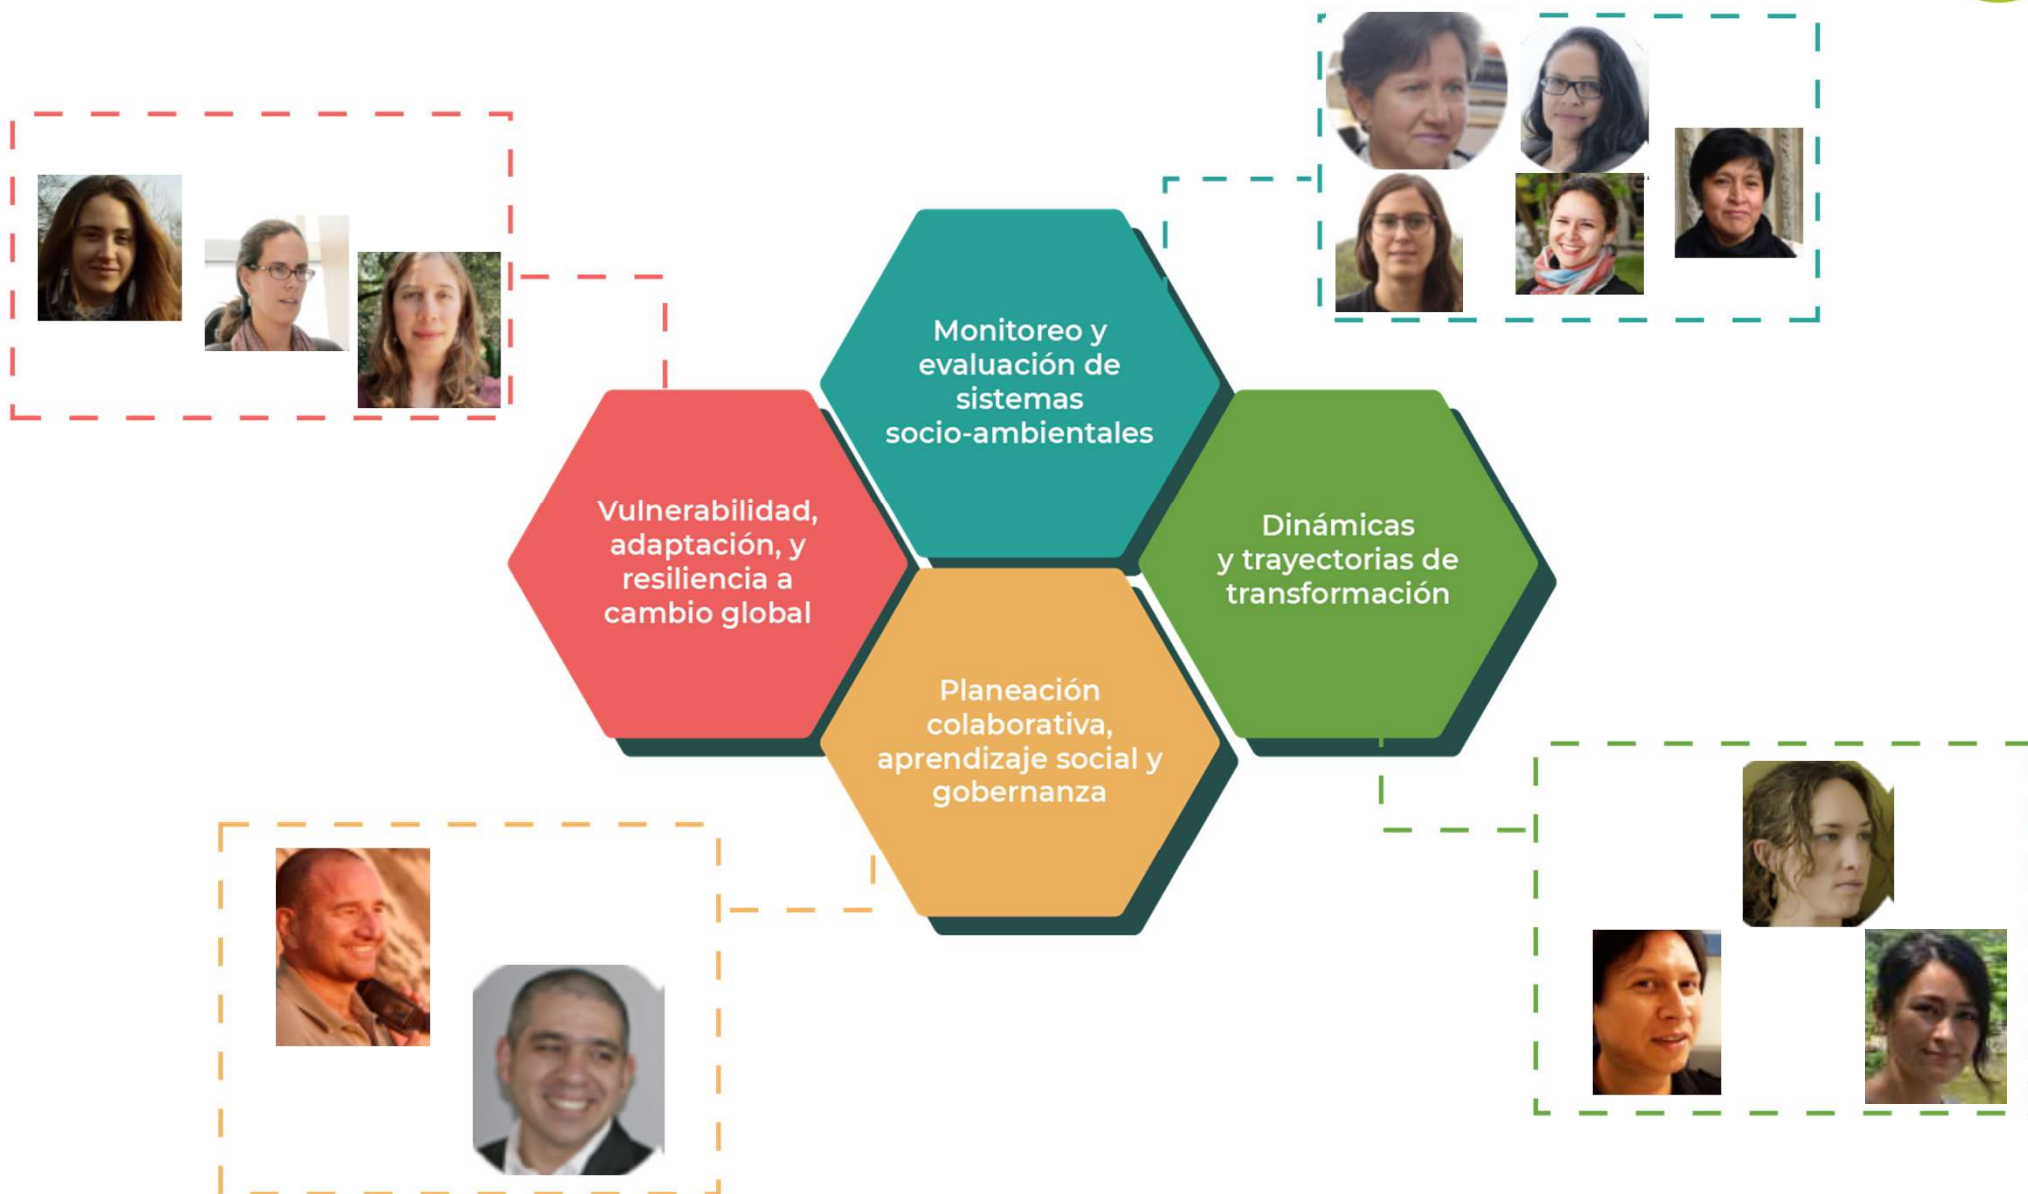 Monitoreo y
evaluación de
sistemas
socio-ambientales
Vulnerabilidad,
adaptación, y
resiliencia a
cambio global
Dinámicas
y trayectorias de
transformación
Planeación
colaborativa,
aprendizaje social y
gobernanza